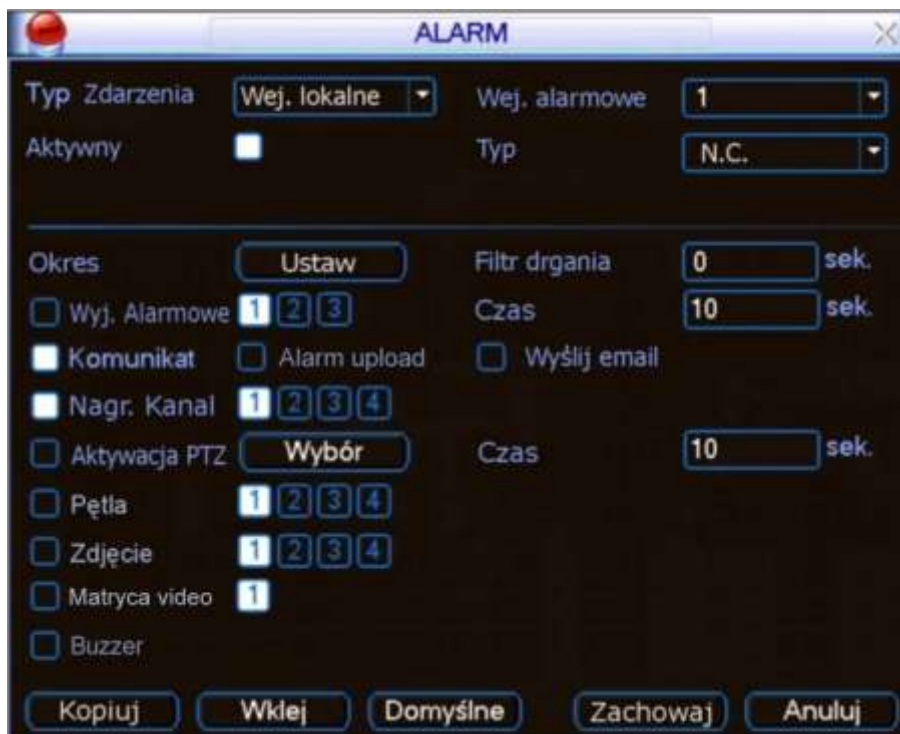 ALARM
Typ Zdarzenia Wej. lokalne Wej. alarmowe 1
Aktywny Typ N.C.
Okres Ustaw Filtr drgania 0 sek.
Wyj. Alarmowe 1 2 3 Czas 10 sek.
Komunikat Alarm upload Wyślij email
Nagr. Kanal 1 2 3 4
Aktywacja PTZ Wybór Czas 10 sek.
Pętla 1 2 3 4
Zdjęcie 1 2 3 4
Matryca video 1
Buzzer
Kopiuj Wklej Domyślne Zachowaj Anuluj